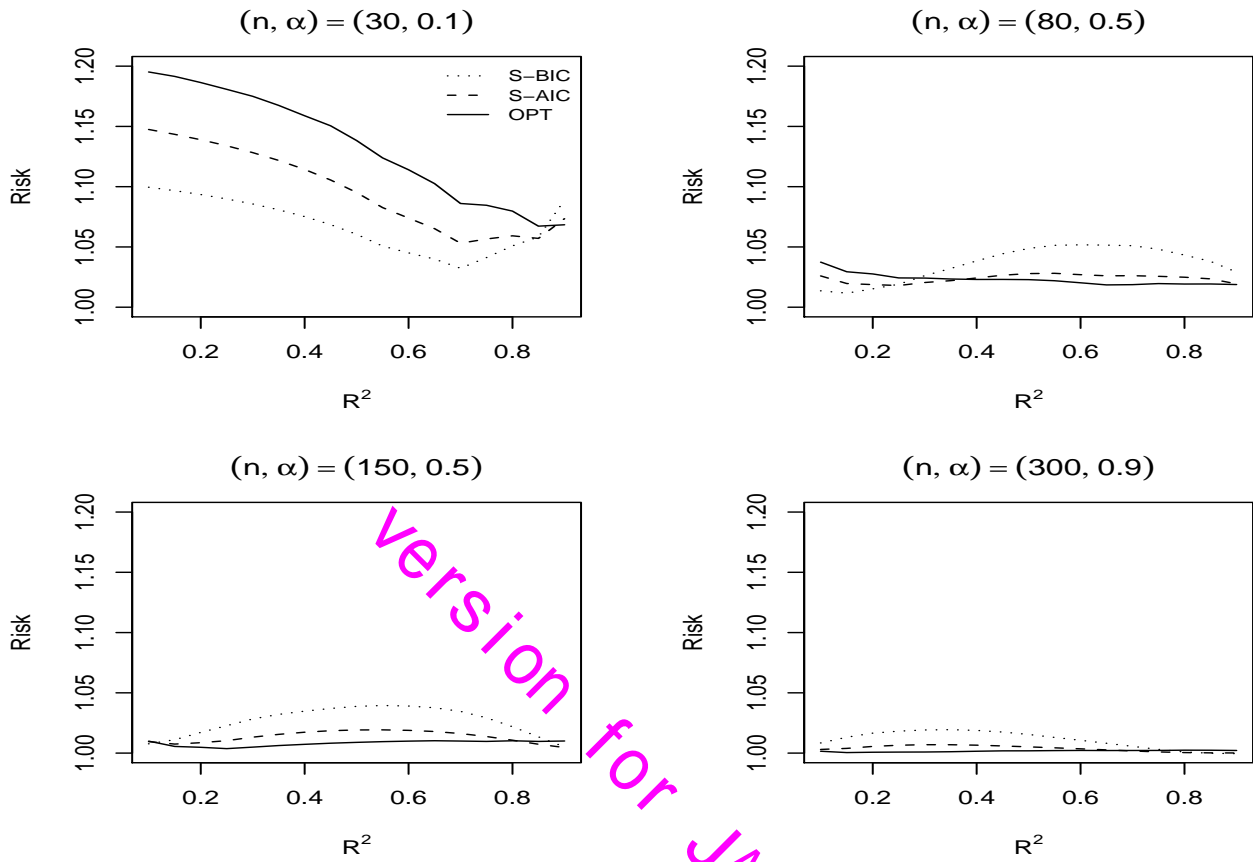 (n, α) = (30, 0.1)
1.20
1.15
1.10
1.05
1.00
Risk
S−BIC
S−AIC
OPT
0.2 0.4 0.6 0.8
R²
(n, α) = (80, 0.5)
1.20
1.15
1.10
1.05
1.00
Risk
0.2 0.4 0.6 0.8
R²
(n, α) = (150, 0.5)
1.20
1.15
1.10
1.05
1.00
Risk
0.2 0.4 0.6 0.8
R²
(n, α) = (300, 0.9)
1.20
1.15
1.10
1.05
1.00
Risk
0.2 0.4 0.6 0.8
R²
version for